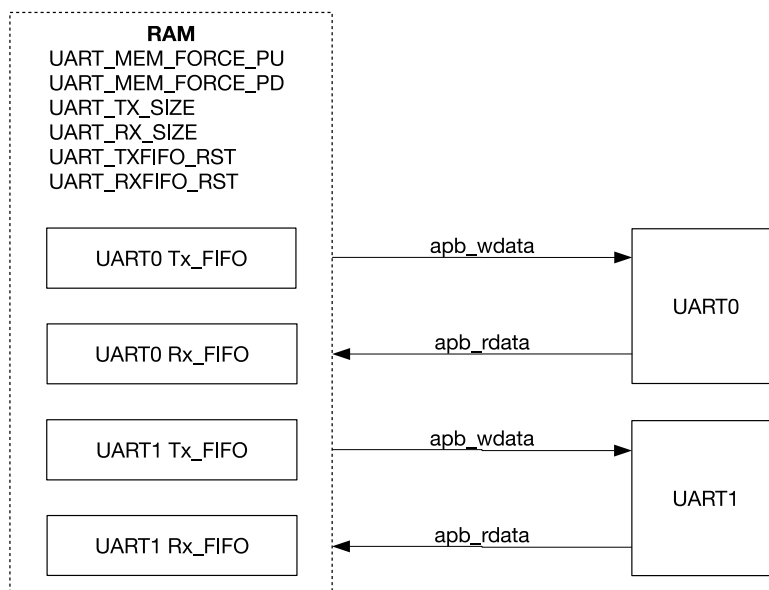 RAM
UART_MEM_FORCE_PU
UART_MEM_FORCE_PD
UART_TX_SIZE
UART_RX_SIZE
UART_TXFIFO_RST
UART_RXFIFO_RST
UART0 Tx_FIFO
apb_wdata
UART0
UART0 Rx_FIFO
apb_rdata
UART1 Tx_FIFO
apb_wdata
UART1
UART1 Rx_FIFO
apb_rdata